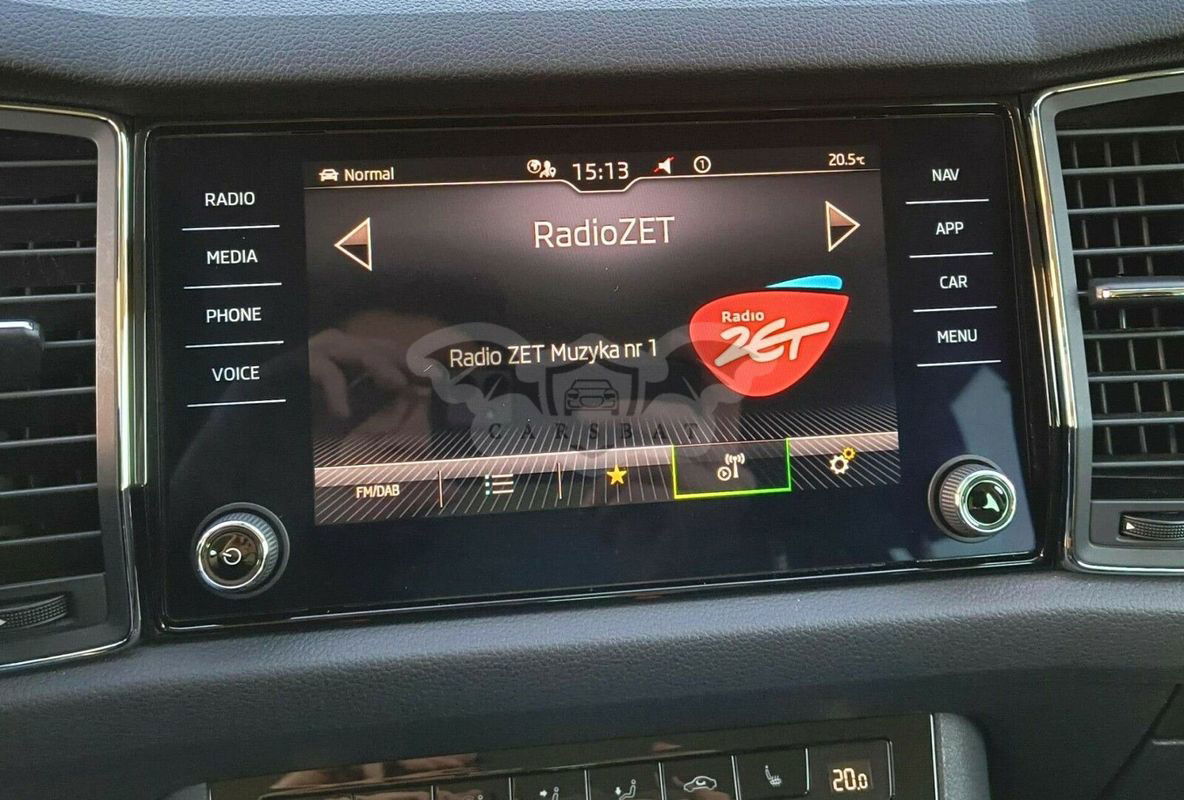 Normal
15:13
1
20.5°C
RADIO
MEDIA
PHONE
VOICE
NAV
APP
CAR
MENU
RadioZET
Radio
ZET
Radio ZET Muzyka nr 1
CARSBAT
FM/DAB
20.0